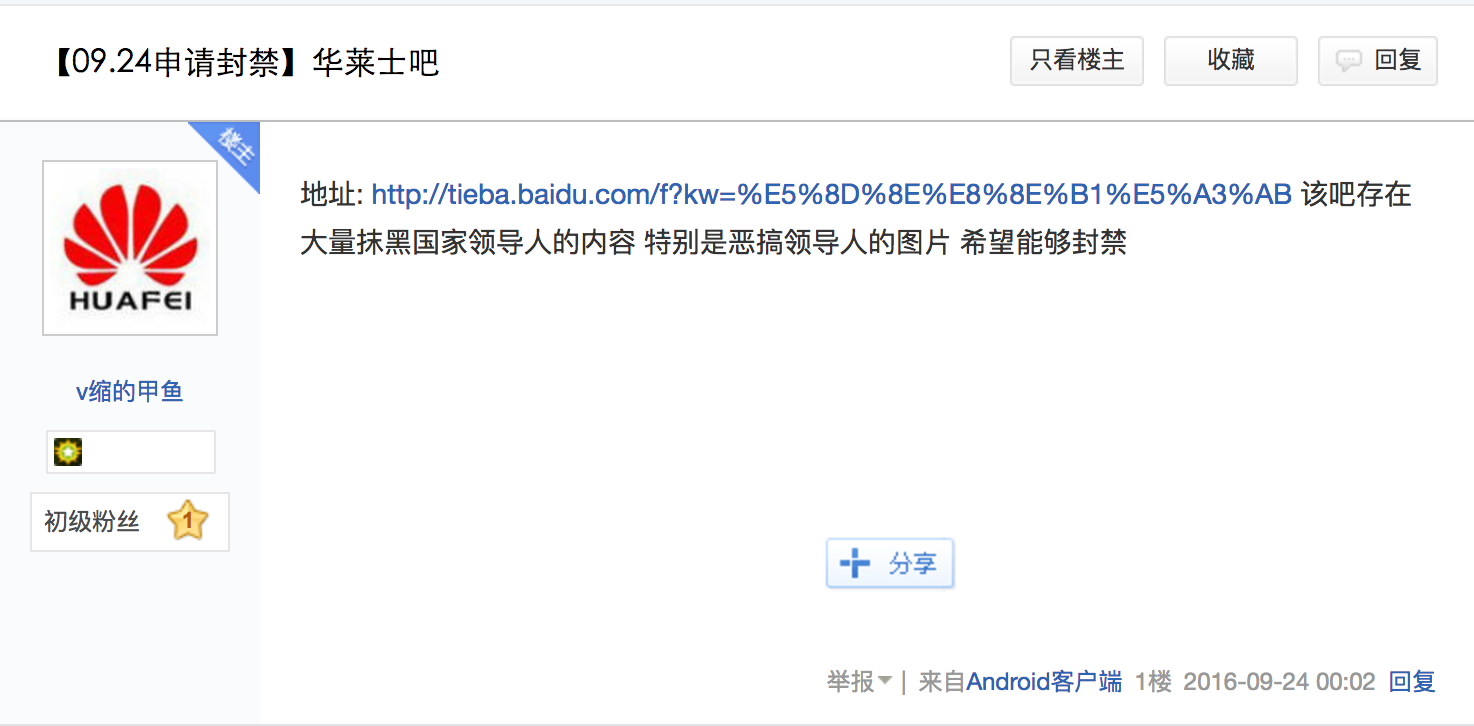 【09.24申请封禁】华莱士吧
只看楼主
收藏
回复
楼主
HUAFEI
v缩的甲鱼
初级粉丝
1
地址: http://tieba.baidu.com/f?kw=%E5%8D%8E%E8%8E%B1%E5%A3%AB 该吧存在
大量抹黑国家领导人的内容 特别是恶搞领导人的图片 希望能够封禁
分享
举报 | 来自Android客户端 1楼 2016-09-24 00:02 回复